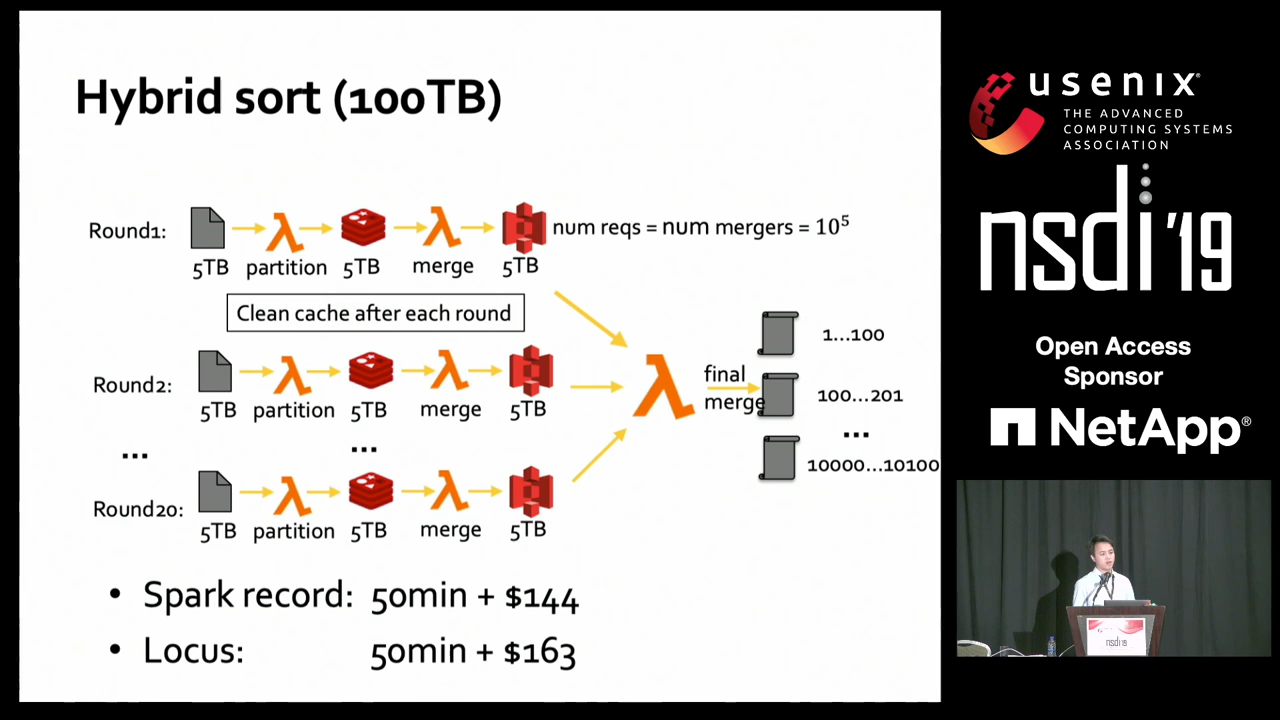 Hybrid sort (100TB)
Round1:
5TB
partition
5TB
merge
5TB
num reqs = num mergers = 10⁵
Clean cache after each round
Round2:
5TB
partition
5TB
merge
5TB
...
...
Round20:
5TB
partition
5TB
merge
5TB
final
merge
1...100
100...201
...
10000...10100
• Spark record: 50min + $144
• Locus: 50min + $163
usenix®
THE ADVANCED
COMPUTING SYSTEMS
ASSOCIATION
nsdi '19
Open Access
Sponsor
NetApp®
nsdi'19